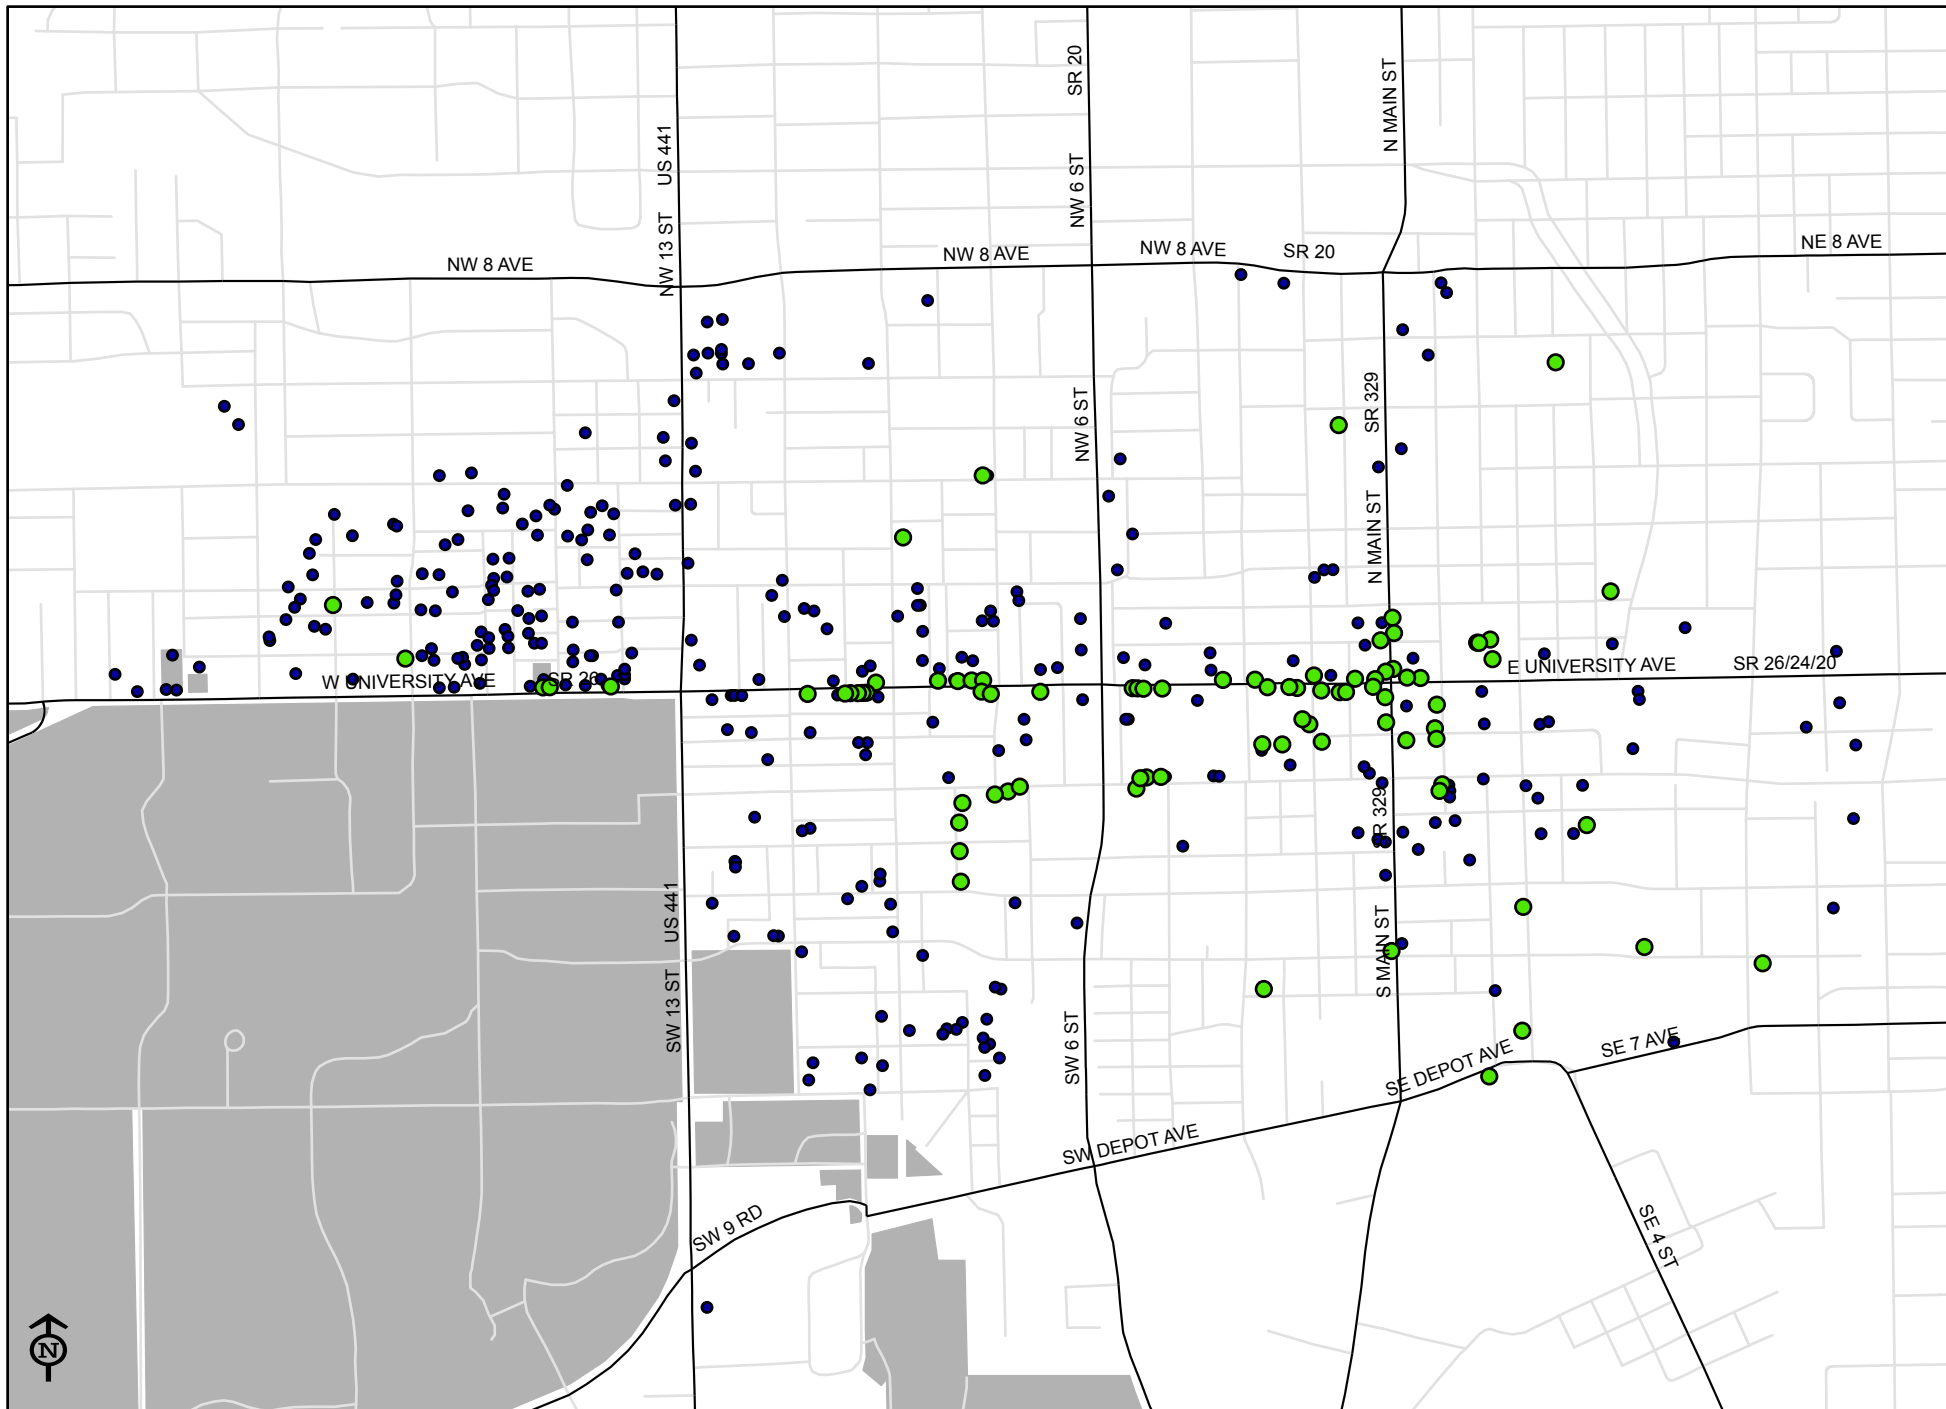 SR 20
N MAIN ST
US 441
NW 6 ST
NW 13 ST
NE 8 AVE
NW 8 AVE
SR 20
NW 8 AVE
NW 8 AVE
SR 329
NW 6 ST
N MAIN ST
E UNIVERSITY AVE
SR 26/24/20
W UNIVERSITY AVE
SR 26
SR 329
US 441
S MAIN ST
SW 13 ST
SW 6 ST
SE DEPOT AVE
SE 7 AVE
SW DEPOT AVE
SW 9 RD
SE 4 ST
N